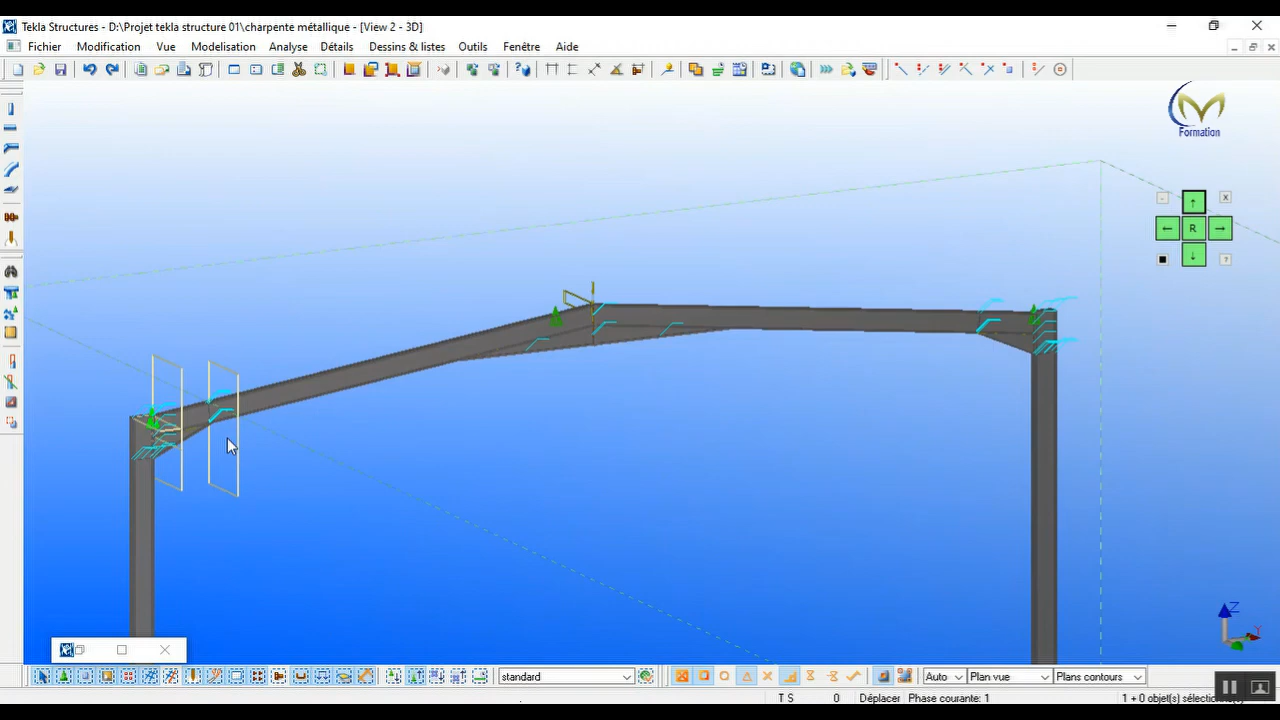 Tekla Structures - D:\Projet tekla structure 01\charpente métallique - [View 2 - 3D]
Fichier Modification Vue Modelisation Analyse Détails Dessins & listes Outils Fenêtre Aide
M
Formation
- ↑ x
← R →
↓ ?
Z
standard Auto Plan vue Plans contours
T S 0 Déplacer Phase courante: 1 1 + 0 objet(s) sélectionné(s)